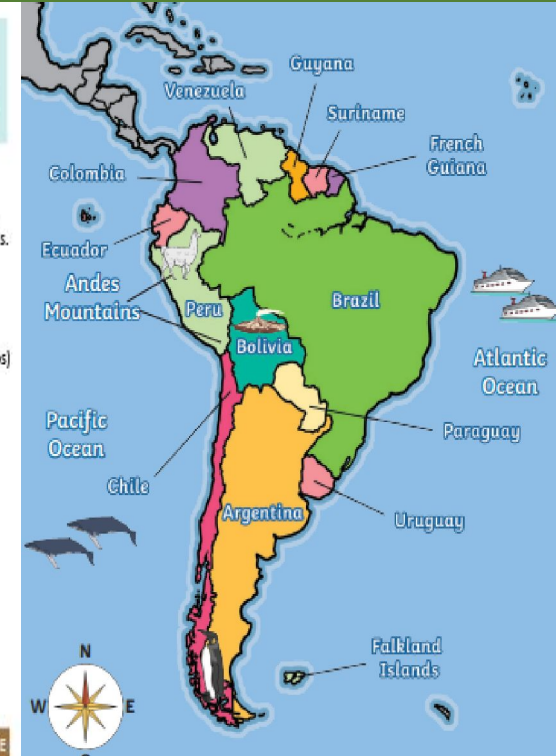 Guyana
Venezuela
Suriname
French
Guiana
Colombia
s.
Ecuador
Andes
Mountains
Peru
Brazil
Bolivia
s)
Atlantic
Ocean
Pacific
Ocean
Paraguay
Chile
Argentina
Uruguay
Falkland
Islands
N
W
E
E